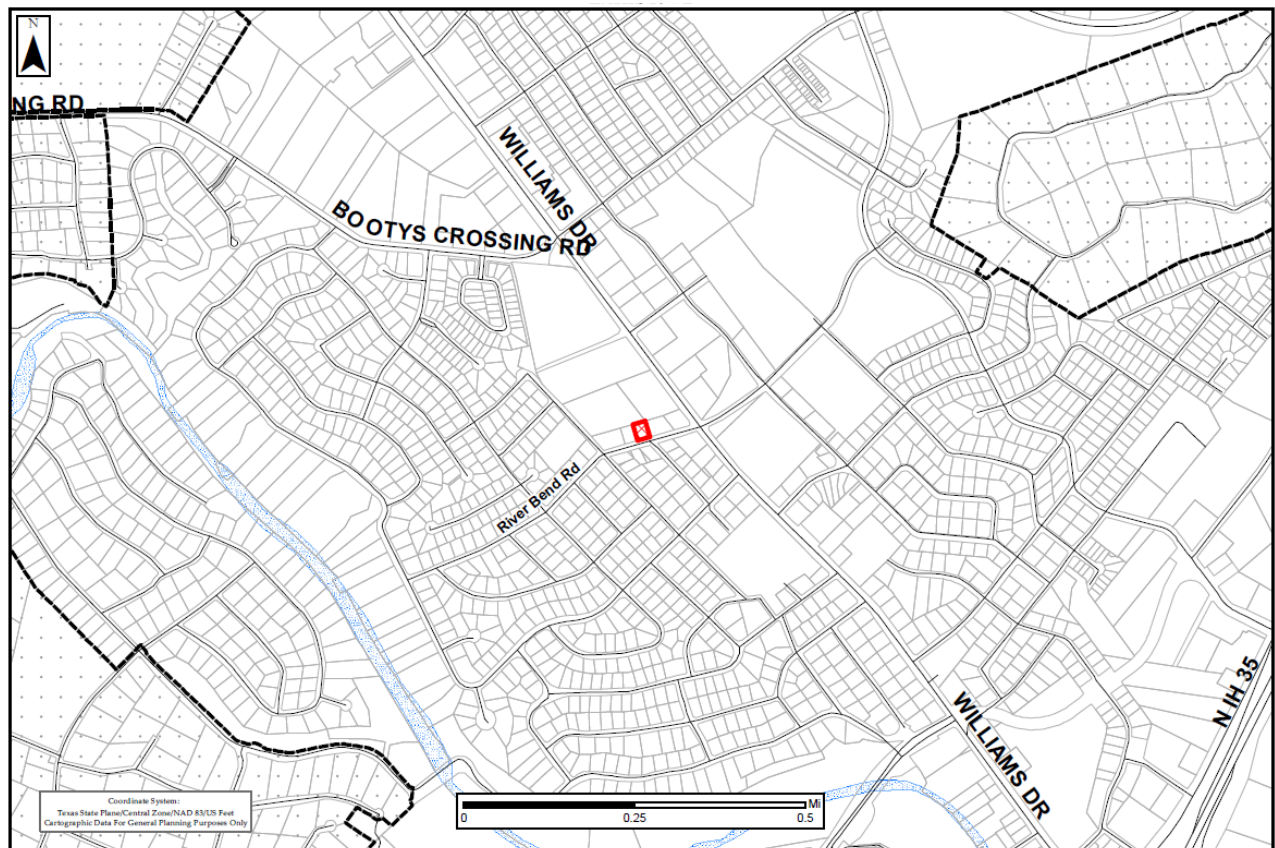 N
NG RD
WILLIAMS DR
BOOTYS CROSSING RD
River Bend Rd
N IH 35
WILLIAMS DR
Coordinate System:
Texas State Plane/Central Zone/NAD 83/US Feet
Cartographic Data For General Planning Purposes Only
Mi
0
0.25
0.5